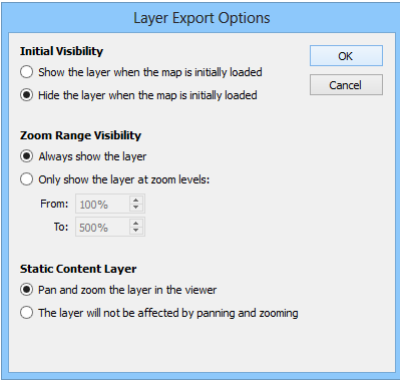 Layer Export Options
Initial Visibility
OK
Show the layer when the map is initially loaded
Cancel
Hide the layer when the map is initially loaded
Zoom Range Visibility
Always show the layer
Only show the layer at zoom levels:
From: 100%
To: 500%
Static Content Layer
Pan and zoom the layer in the viewer
The layer will not be affected by panning and zooming